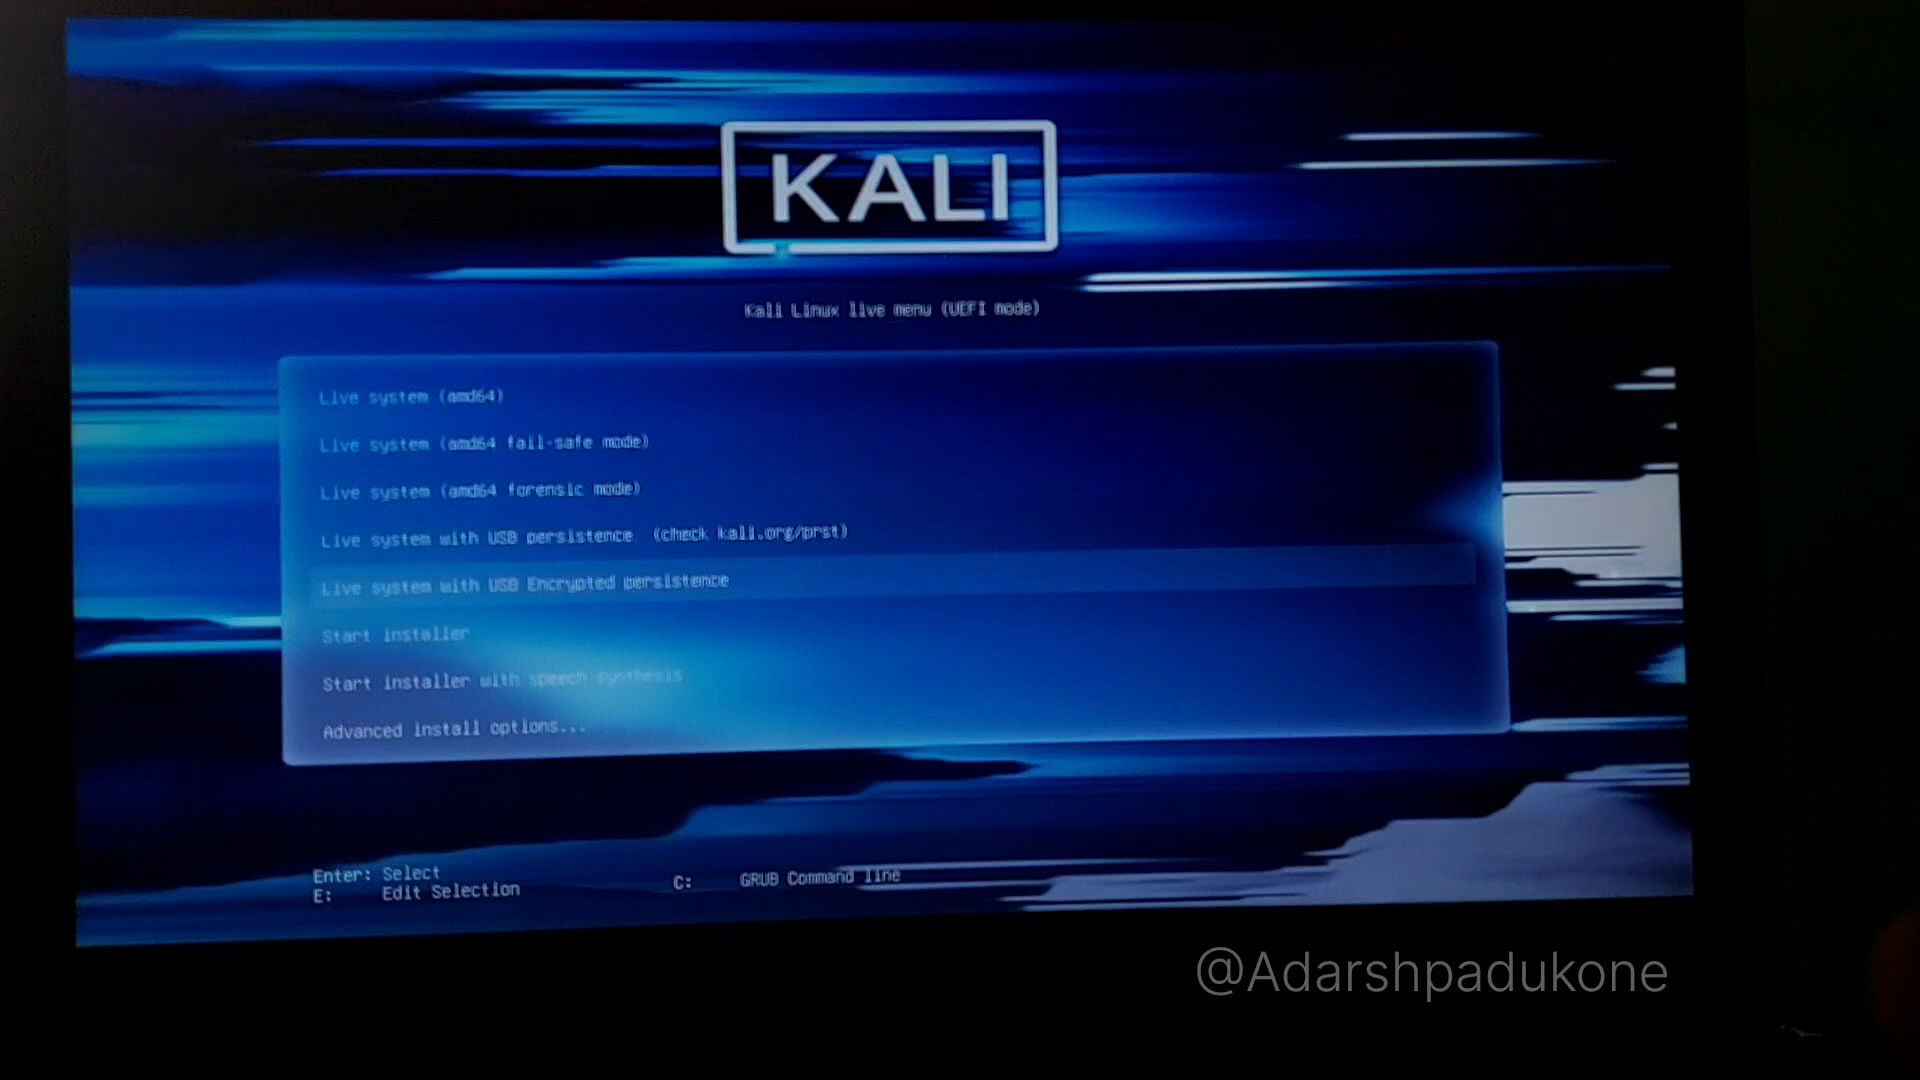 KALI
Kali Linux live menu (UEFI mode)
Live system (amd64)
Live system (amd64 fail-safe mode)
Live system (amd64 forensic mode)
Live system with USB persistence (check kali.org/prst)
Live system with USB Encrypted persistence
Start installer
Start installer with speech synthesis
Advanced install options...
Enter: Select
E: Edit Selection
C: GRUB Command line
@Adarshpadukone